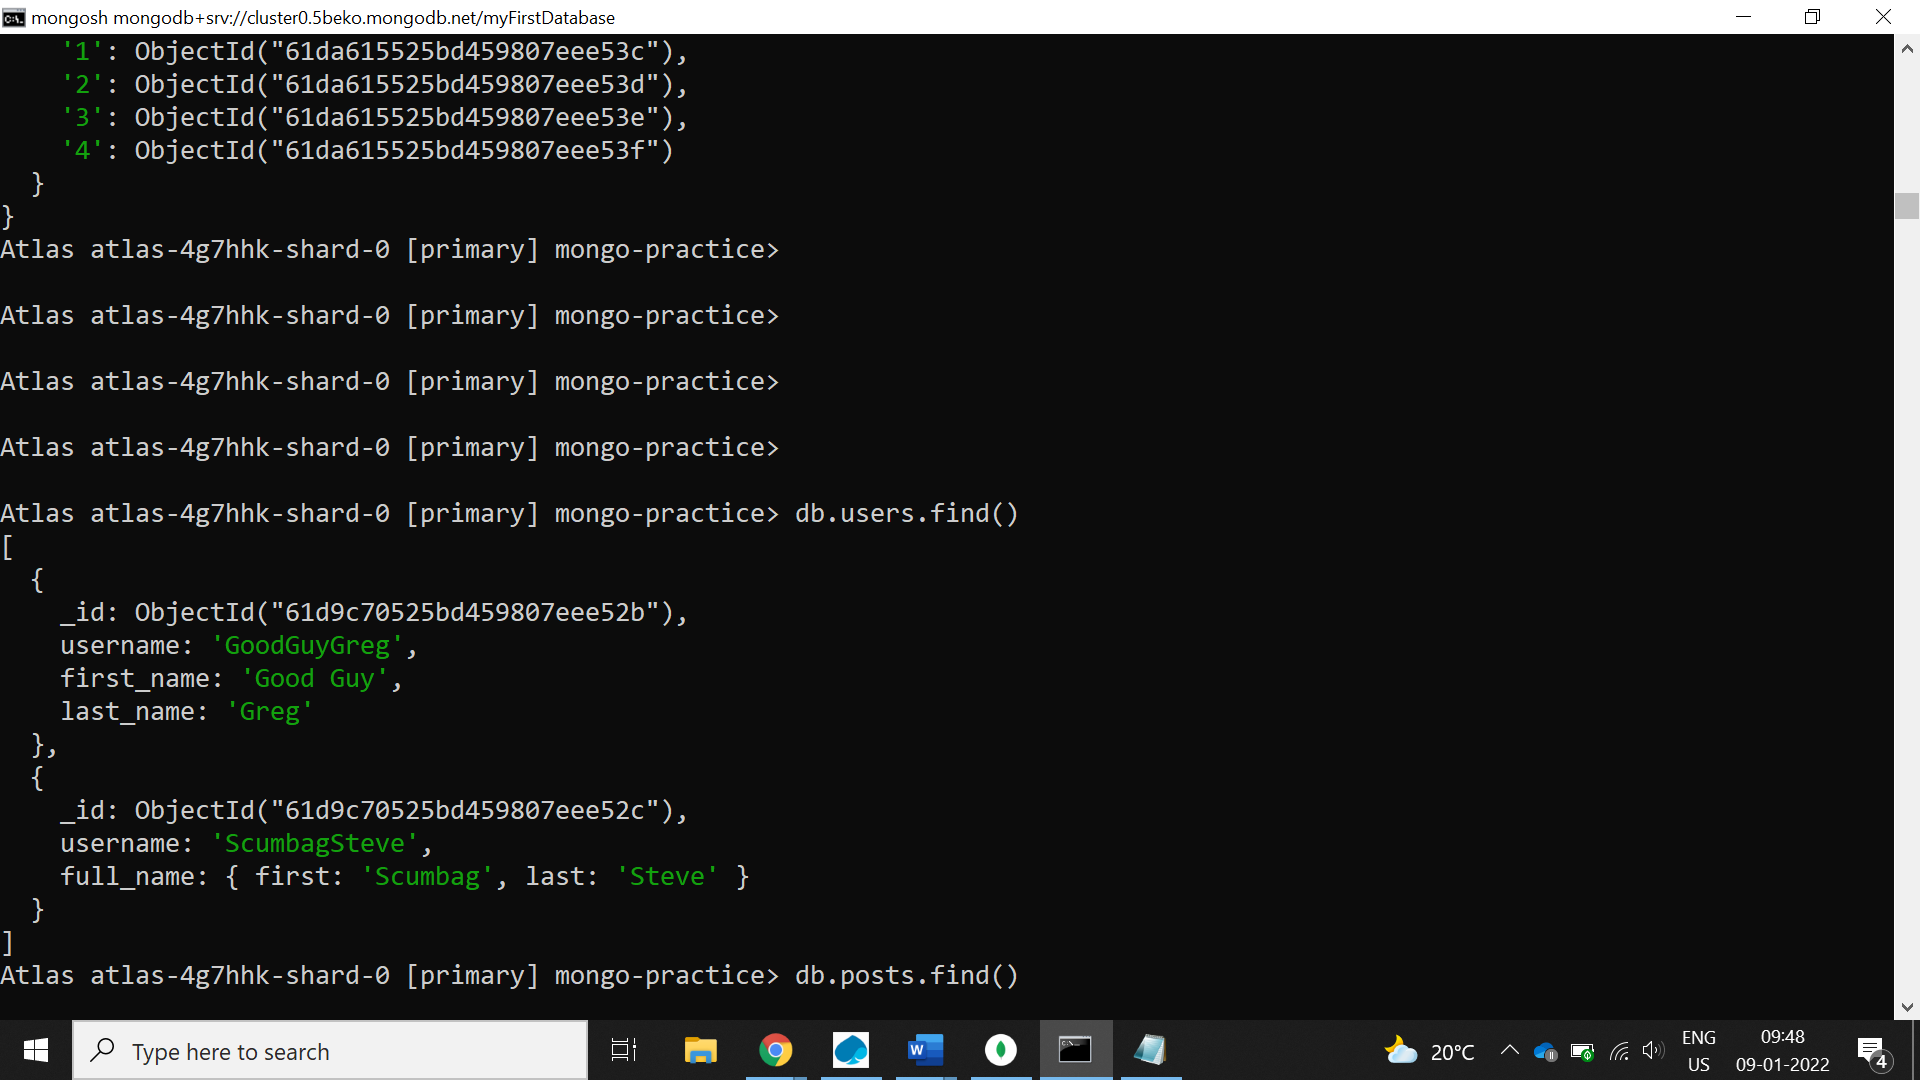 mongosh mongodb+srv://cluster0.5beko.mongodb.net/myFirstDatabase
'1': ObjectId("61da615525bd459807eee53c"),
'2': ObjectId("61da615525bd459807eee53d"),
'3': ObjectId("61da615525bd459807eee53e"),
'4': ObjectId("61da615525bd459807eee53f")
}
}
Atlas atlas-4g7hhk-shard-0 [primary] mongo-practice>
Atlas atlas-4g7hhk-shard-0 [primary] mongo-practice>
Atlas atlas-4g7hhk-shard-0 [primary] mongo-practice>
Atlas atlas-4g7hhk-shard-0 [primary] mongo-practice>
Atlas atlas-4g7hhk-shard-0 [primary] mongo-practice> db.users.find()
[
{
_id: ObjectId("61d9c70525bd459807eee52b"),
username: 'GoodGuyGreg',
first_name: 'Good Guy',
last_name: 'Greg'
},
{
_id: ObjectId("61d9c70525bd459807eee52c"),
username: 'ScumbagSteve',
full_name: { first: 'Scumbag', last: 'Steve' }
}
]
Atlas atlas-4g7hhk-shard-0 [primary] mongo-practice> db.posts.find()
Type here to search
20°C
ENG
US
09:48
09-01-2022
4